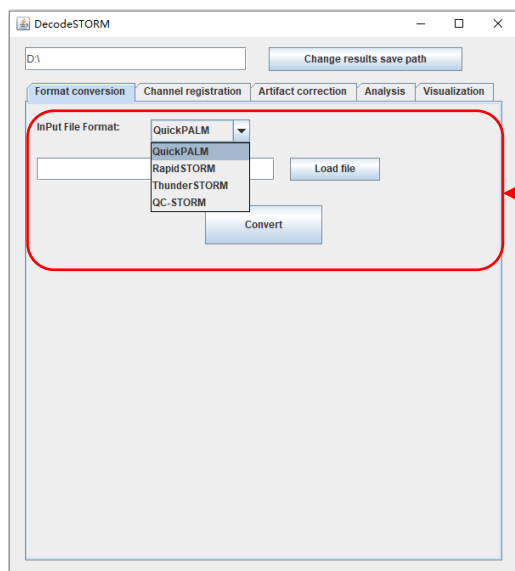 DecodeSTORM
D:\
Change results save path
Format conversion Channel registration Artifact correction Analysis Visualization
InPut File Format: QuickPALM
QuickPALM
RapidSTORM
Load file
ThunderSTORM
QC-STORM
Convert